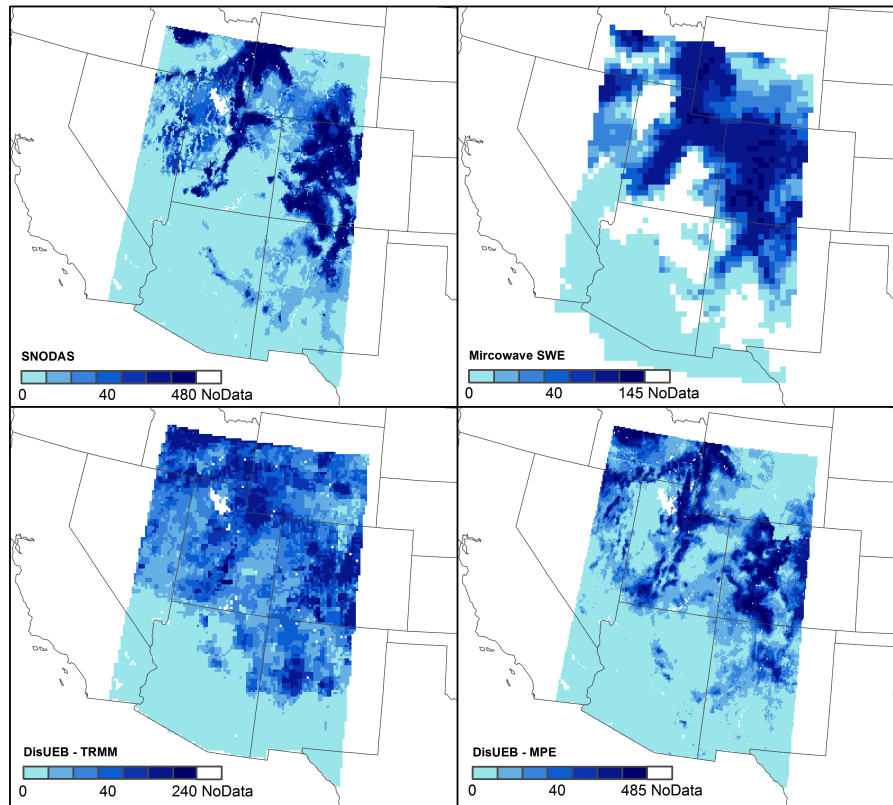 SNODAS
0 40 480 NoData
Mircowave SWE
0 40 145 NoData
DisUEB - TRMM
0 40 240 NoData
DisUEB - MPE
0 40 485 NoData